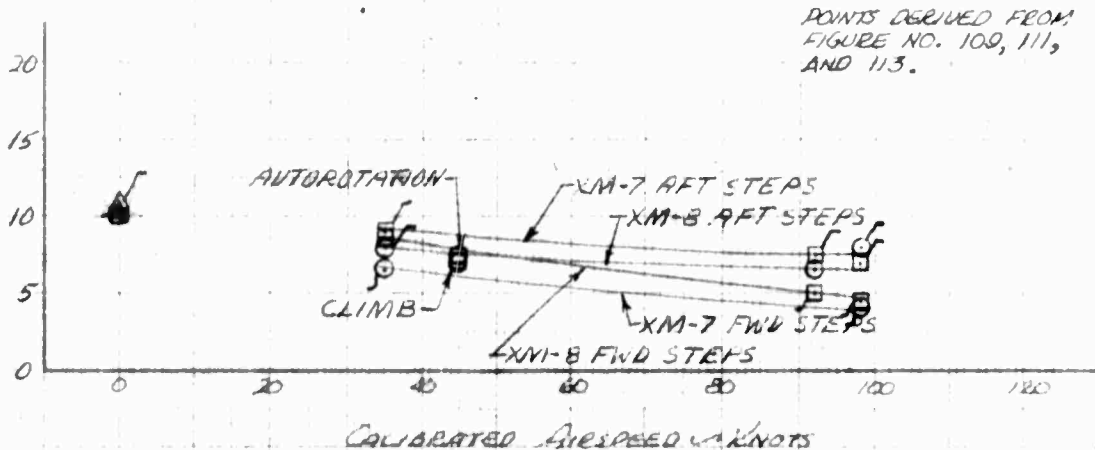 POINTS DERIVED FROM
FIGURE NO. 109, 111,
AND 113.
20
15
AUTOROTATION
XM-7 AFT STEPS
XM-8 AFT STEPS
10
5
CLIMB
XM-7 FWD STEPS
XM-8 FWD STEPS
0
0 20 40 60 80 100 120
CALIBRATED AIRSPEED ~ KNOTS